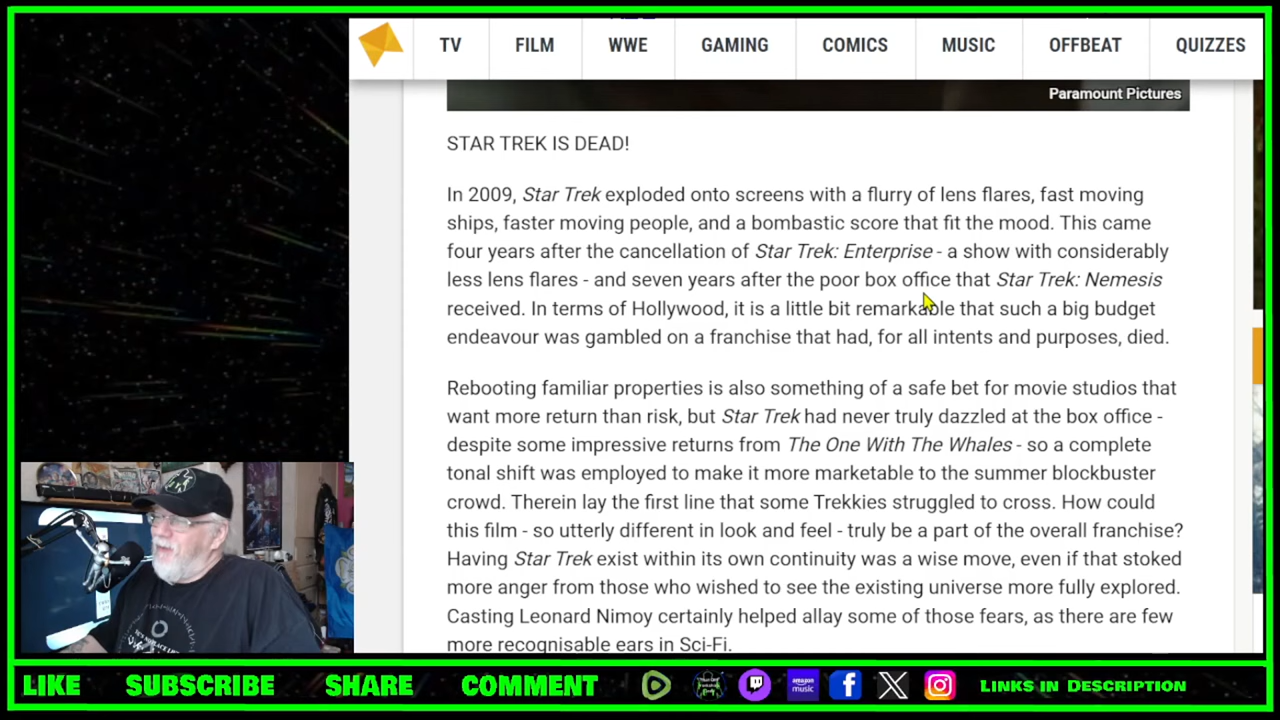 TV FILM WWE GAMING COMICS MUSIC OFFBEAT QUIZZES
Paramount Pictures
STAR TREK IS DEAD!
In 2009, Star Trek exploded onto screens with a flurry of lens flares, fast moving
ships, faster moving people, and a bombastic score that fit the mood. This came
four years after the cancellation of Star Trek: Enterprise - a show with considerably
less lens flares - and seven years after the poor box office that Star Trek: Nemesis
received. In terms of Hollywood, it is a little bit remarkable that such a big budget
endeavour was gambled on a franchise that had, for all intents and purposes, died.
Rebooting familiar properties is also something of a safe bet for movie studios that
want more return than risk, but Star Trek had never truly dazzled at the box office -
despite some impressive returns from The One With The Whales - so a complete
tonal shift was employed to make it more marketable to the summer blockbuster
crowd. Therein lay the first line that some Trekkies struggled to cross. How could
this film - so utterly different in look and feel - truly be a part of the overall franchise?
Having Star Trek exist within its own continuity was a wise move, even if that stoked
more anger from those who wished to see the existing universe more fully explored.
Casting Leonard Nimoy certainly helped allay some of those fears, as there are few
more recognisable ears in Sci-Fi.
LIKE SUBSCRIBE SHARE COMMENT amazon music LINKS IN DESCRIPTION